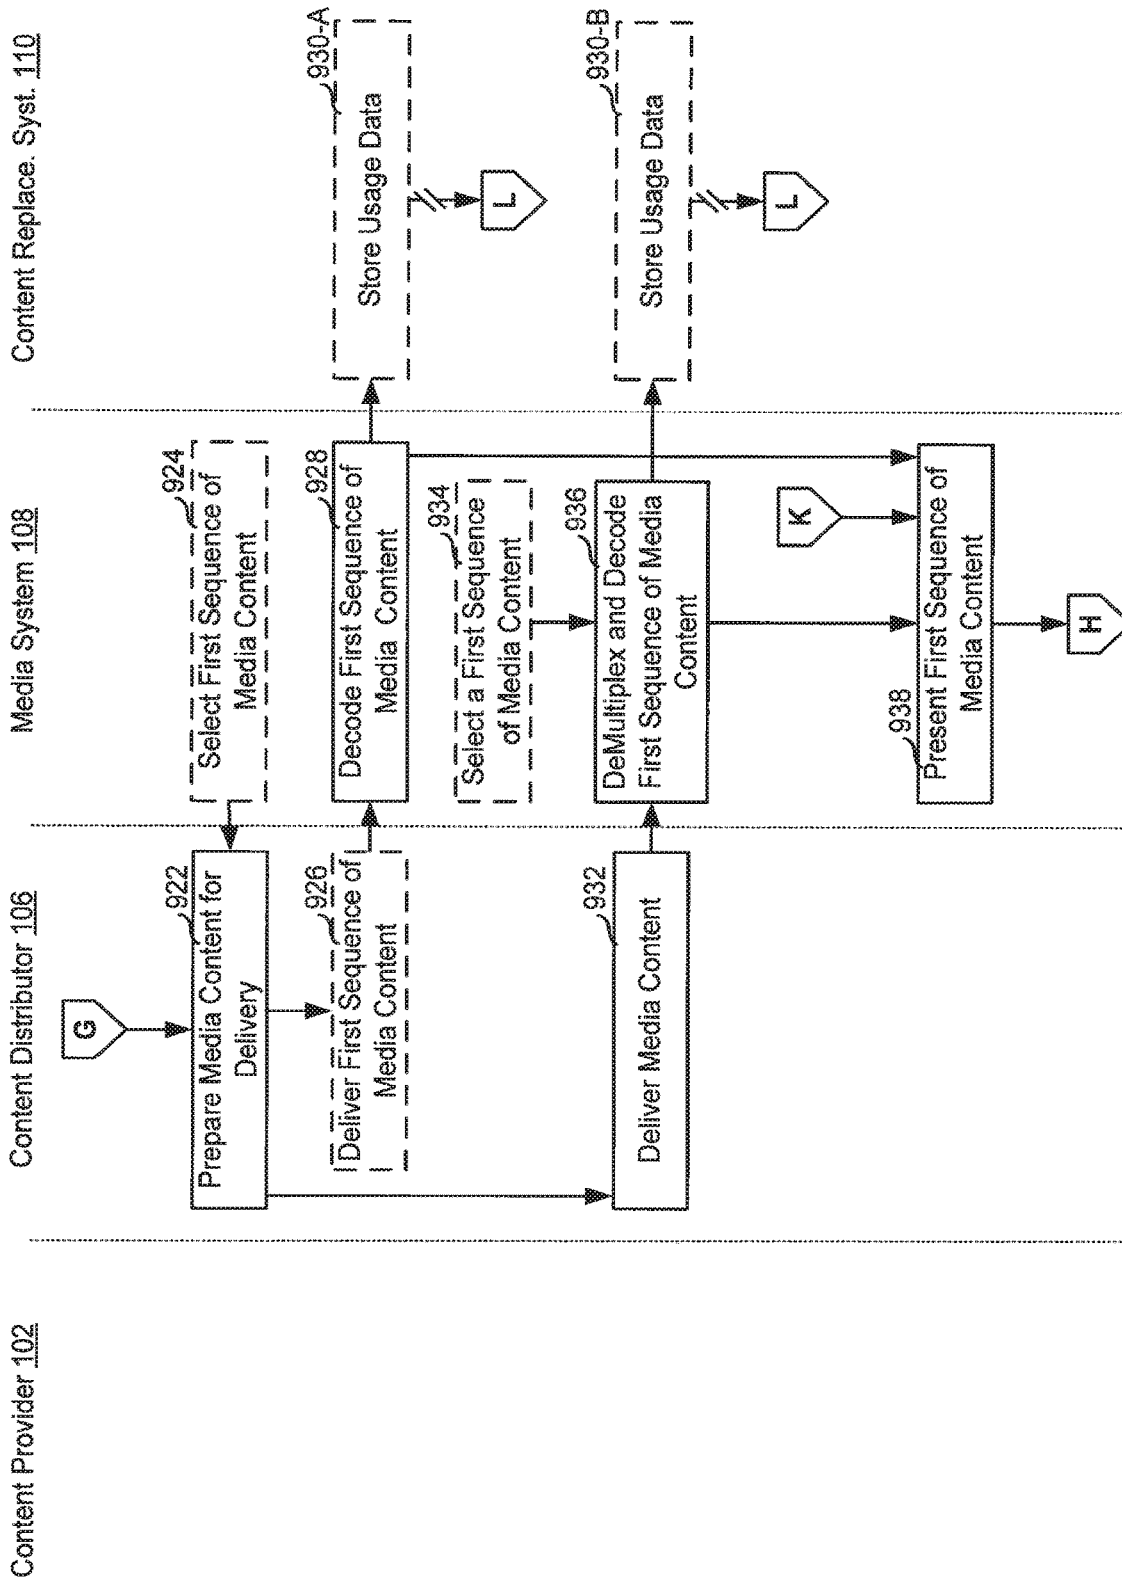 Content Provider 102
Content Distributor 106
Media System 108
Content Replace. Syst. 110
G
922
Prepare Media Content for
Delivery
924
Select First Sequence of
Media Content
926
Deliver First Sequence of
Media Content
928
Decode First Sequence of
Media Content
930-A
Store Usage Data
L
934
Select a First Sequence
of Media Content
932
Deliver Media Content
936
DeMultiplex and Decode
First Sequence of Media
Content
930-B
Store Usage Data
L
K
938
Present First Sequence of
Media Content
H